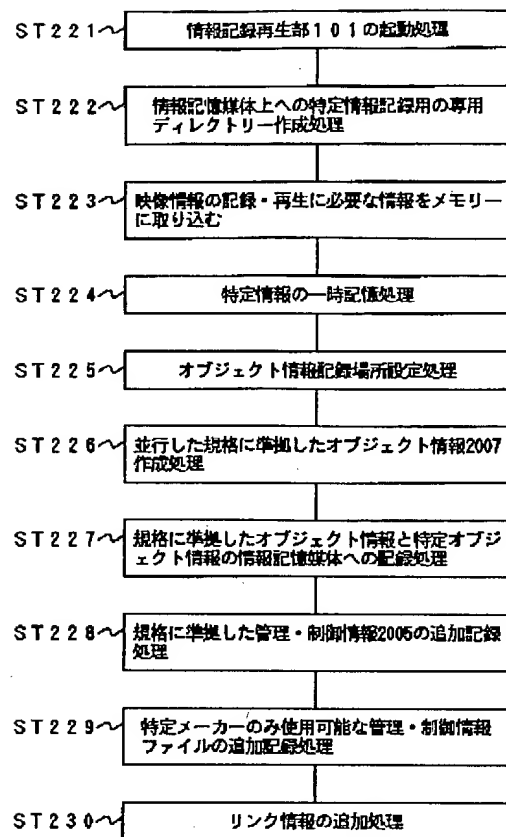 ST221 情報記録再生部101の起動処理
ST222 情報記憶媒体上への特定情報記録用の専用
ディレクトリー作成処理
ST223 映像情報の記録・再生に必要な情報をメモリー
に取り込む
ST224 特定情報の一時記憶処理
ST225 オブジェクト情報記録場所設定処理
ST226 並行した規格に準拠したオブジェクト情報2007
作成処理
ST227 規格に準拠したオブジェクト情報と特定オブジ
ェクト情報の情報記憶媒体への記録処理
ST228 規格に準拠した管理・制御情報2005の追加記録
処理
ST229 特定メーカーのみ使用可能な管理・制御情報
ファイルの追加記録処理
ST230 リンク情報の追加処理